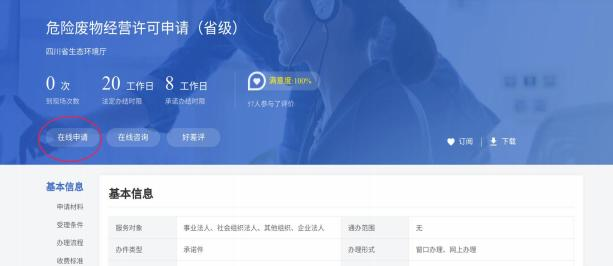 危险废物经营许可申请（省级）
四川省生态环境厅
0 次 20 工作日 8 工作日 满意度:100%
到现场次数 法定办结时限 承诺办结时限 57人参与了评价
在线申请 在线咨询 好差评 订阅 下载
基本信息 基本信息
申请材料
受理条件 服务对象 事业法人、社会组织法人、其他组织、企业法人 通办范围 无
办理流程 办件类型 承诺件 办理形式 窗口办理、网上办理
收费标准